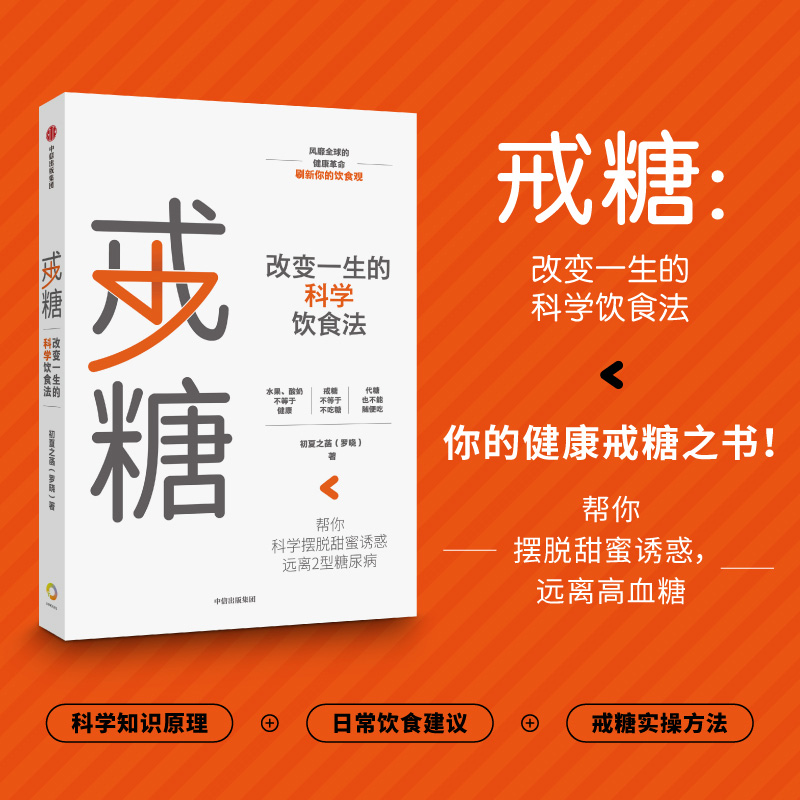 中信出版集团
戒糖
改变一生的
科学饮食法
初夏之菡（罗晓）著
风靡全球的
健康革命
刷新你的饮食观
戒
糖
改变一生的
科学
饮食法
水果、酸奶
不等于
健康
戒糖
不等于
不吃糖
代糖
也不能
随便吃
初夏之菡（罗晓）
著
帮你
科学摆脱甜蜜诱惑
远离2型糖尿病
中信出版集团
戒糖：
改变一生的
科学饮食法
你的健康戒糖之书！
帮你
摆脱甜蜜诱惑，
远离高血糖
科学知识原理
日常饮食建议
戒糖实操方法